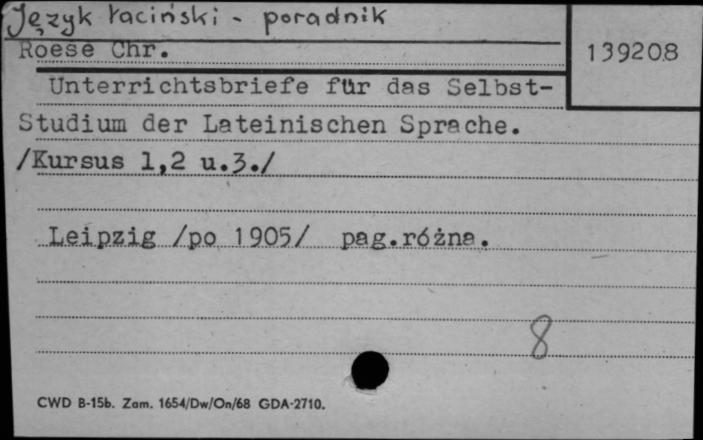 Język łaciński - poradnik
Roese Chr.
139208
Unterrichtsbriefe für das Selbst-
Studium der Lateinischen Sprache.
/Kursus 1,2 u.3./
Leipzig /po 1905/ pag.różna.
8
CWD B-15b. Zam. 1654/Dw/On/68 GDA-2710.